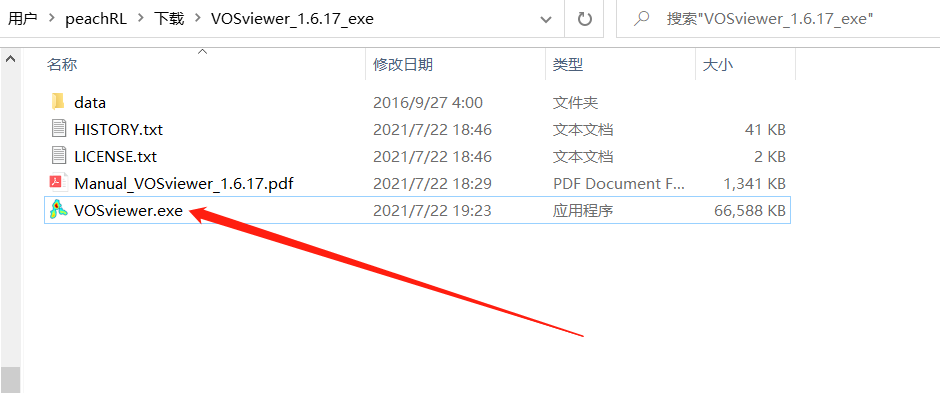 用户 > peachRL > 下载 > VOSviewer_1.6.17_exe 搜索"VOSviewer_1.6.17_exe"
名称 修改日期 类型 大小
data 2016/9/27 4:00 文件夹
HISTORY.txt 2021/7/22 18:46 文本文档 41 KB
LICENSE.txt 2021/7/22 18:46 文本文档 2 KB
Manual_VOSviewer_1.6.17.pdf 2021/7/22 18:29 PDF Document F... 1,341 KB
VOSviewer.exe 2021/7/22 19:23 应用程序 66,588 KB